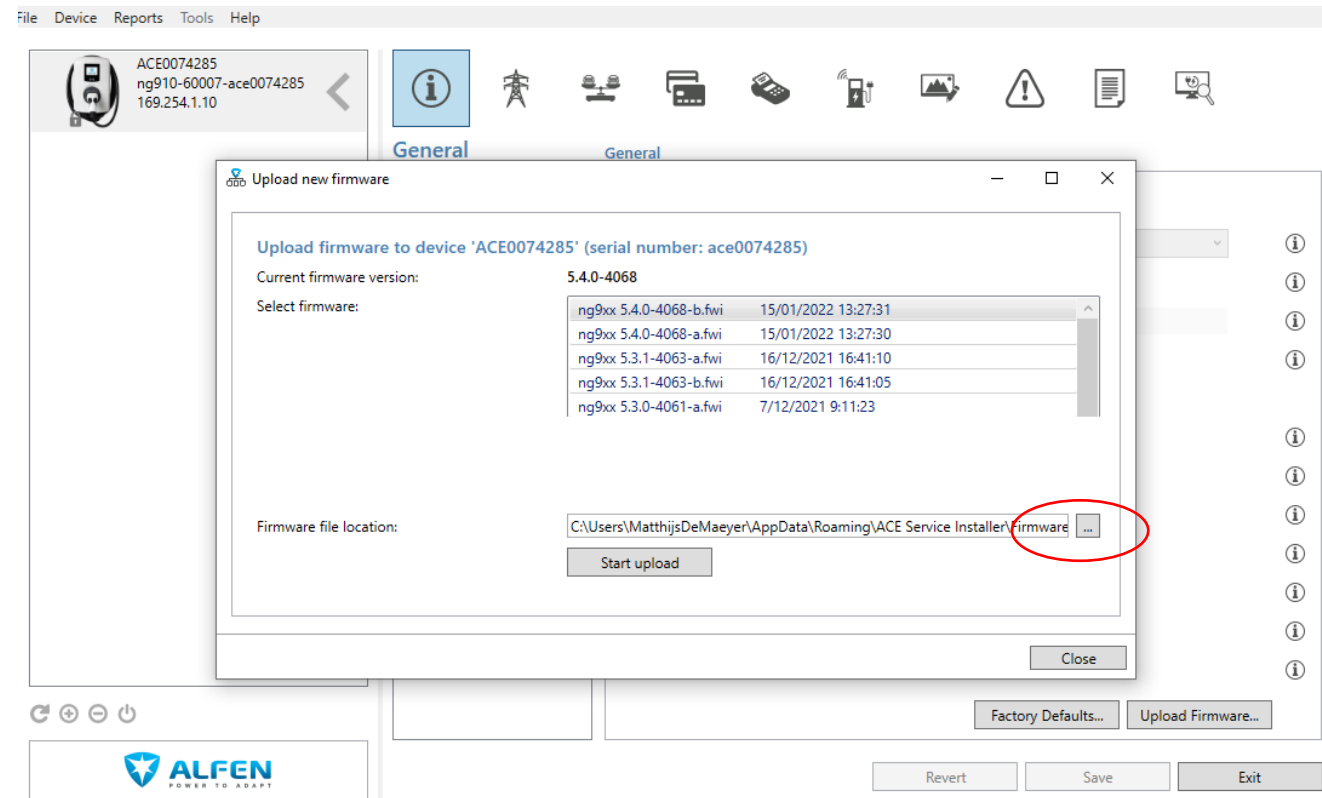 File Device Reports Tools Help
ACE0074285
ng910-60007-ace0074285
169.254.1.10
General
General
Upload new firmware
Upload firmware to device 'ACE0074285' (serial number: ace0074285)
Current firmware version: 5.4.0-4068
Select firmware:
ng9xx 5.4.0-4068-b.fwi 15/01/2022 13:27:31
ng9xx 5.4.0-4068-a.fwi 15/01/2022 13:27:30
ng9xx 5.3.1-4063-a.fwi 16/12/2021 16:41:10
ng9xx 5.3.1-4063-b.fwi 16/12/2021 16:41:05
ng9xx 5.3.0-4061-a.fwi 7/12/2021 9:11:23
Firmware file location: C:\Users\MatthijsDeMaeyer\AppData\Roaming\ACE Service Installer\Firmware ...
Start upload
Close
Factory Defaults... Upload Firmware...
ALFEN
POWER TO ADAPT
Revert Save Exit